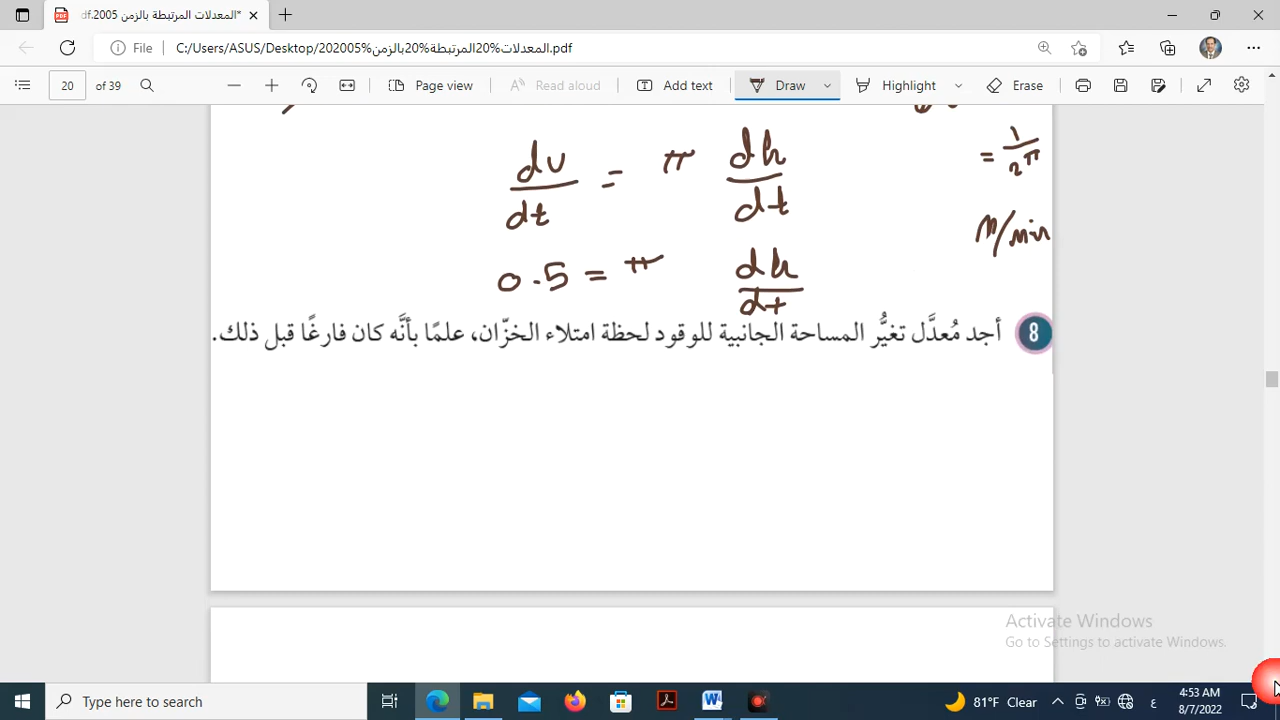 المعدلات المرتبطة بالزمن 2005.pdf*
File
C:/Users/ASUS/Desktop/202005%المعدلات%20المرتبطة%20بالزمن.pdf
20 of 39
Page view
Read aloud
Add text
Draw
Highlight
Erase
dv/dt = π dh/dt
= 1/2π
M/min
0.5 = π dh/dt
8 أجد مُعدَّل تغيُّر المساحة الجانبية للوقود لحظة امتلاء الخزّان، علمًا بأنَّه كان فارغًا قبل ذلك.
Activate Windows
Go to Settings to activate Windows.
Type here to search
81°F Clear
ع
4:53 AM
8/7/2022